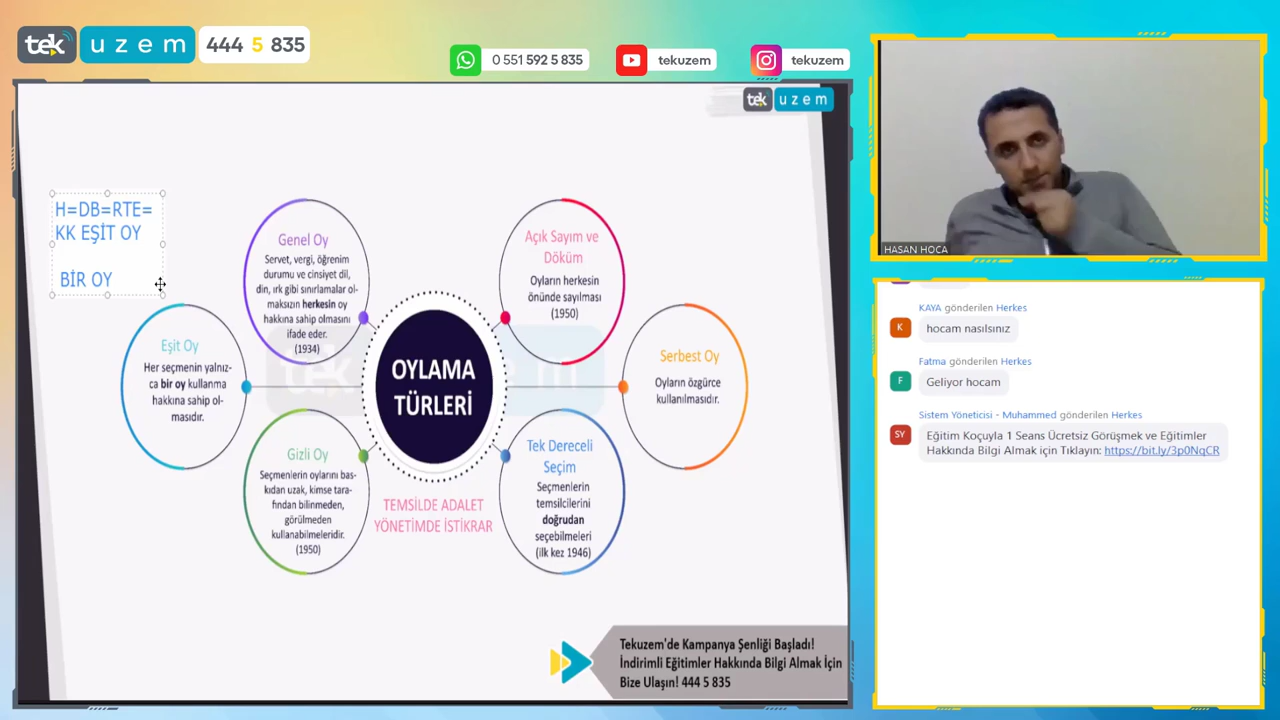 tek uzem 444 5 835
0 551 592 5 835
tekuzem
tekuzem
tek uzem
H=DB=RTE=
KK EŞİT OY
BİR OY
Genel Oy
Servet, vergi, öğrenim
durumu ve cinsiyet dil,
din, ırk gibi sınırlamalar ol-
maksızın herkesin oy
hakkına sahip olmasını
ifade eder.
(1934)
Açık Sayım ve
Döküm
Oyların herkesin
önünde sayılması
(1950)
Eşit Oy
Her seçmenin yalnız-
ca bir oy kullanma
hakkına sahip ol-
masıdır.
OYLAMA
TÜRLERİ
Serbest Oy
Oyların özgürce
kullanılmasıdır.
Gizli Oy
Seçmenlerin oylarını bas-
kıdan uzak, kimse tara-
fından bilinmeden,
görülmeden
kullanabilmeleridir.
(1950)
Tek Dereceli
Seçim
Seçmenlerin
temsilcilerini
doğrudan
seçebilmeleri
(ilk kez 1946)
TEMSİLDE ADALET
YÖNETİMDE İSTİKRAR
Tekuzem'de Kampanya Şenliği Başladı!
İndirimli Eğitimler Hakkında Bilgi Almak İçin
Bize Ulaşın! 444 5 835
HASAN HOCA
KAYA gönderilen Herkes
K
hocam nasılsınız
Fatma gönderilen Herkes
F
Geliyor hocam
Sistem Yöneticisi - Muhammed gönderilen Herkes
SY
Eğitim Koçuyla 1 Seans Ücretsiz Görüşmek ve Eğitimler
Hakkında Bilgi Almak için Tıklayın: https://bit.ly/3p0NqCR